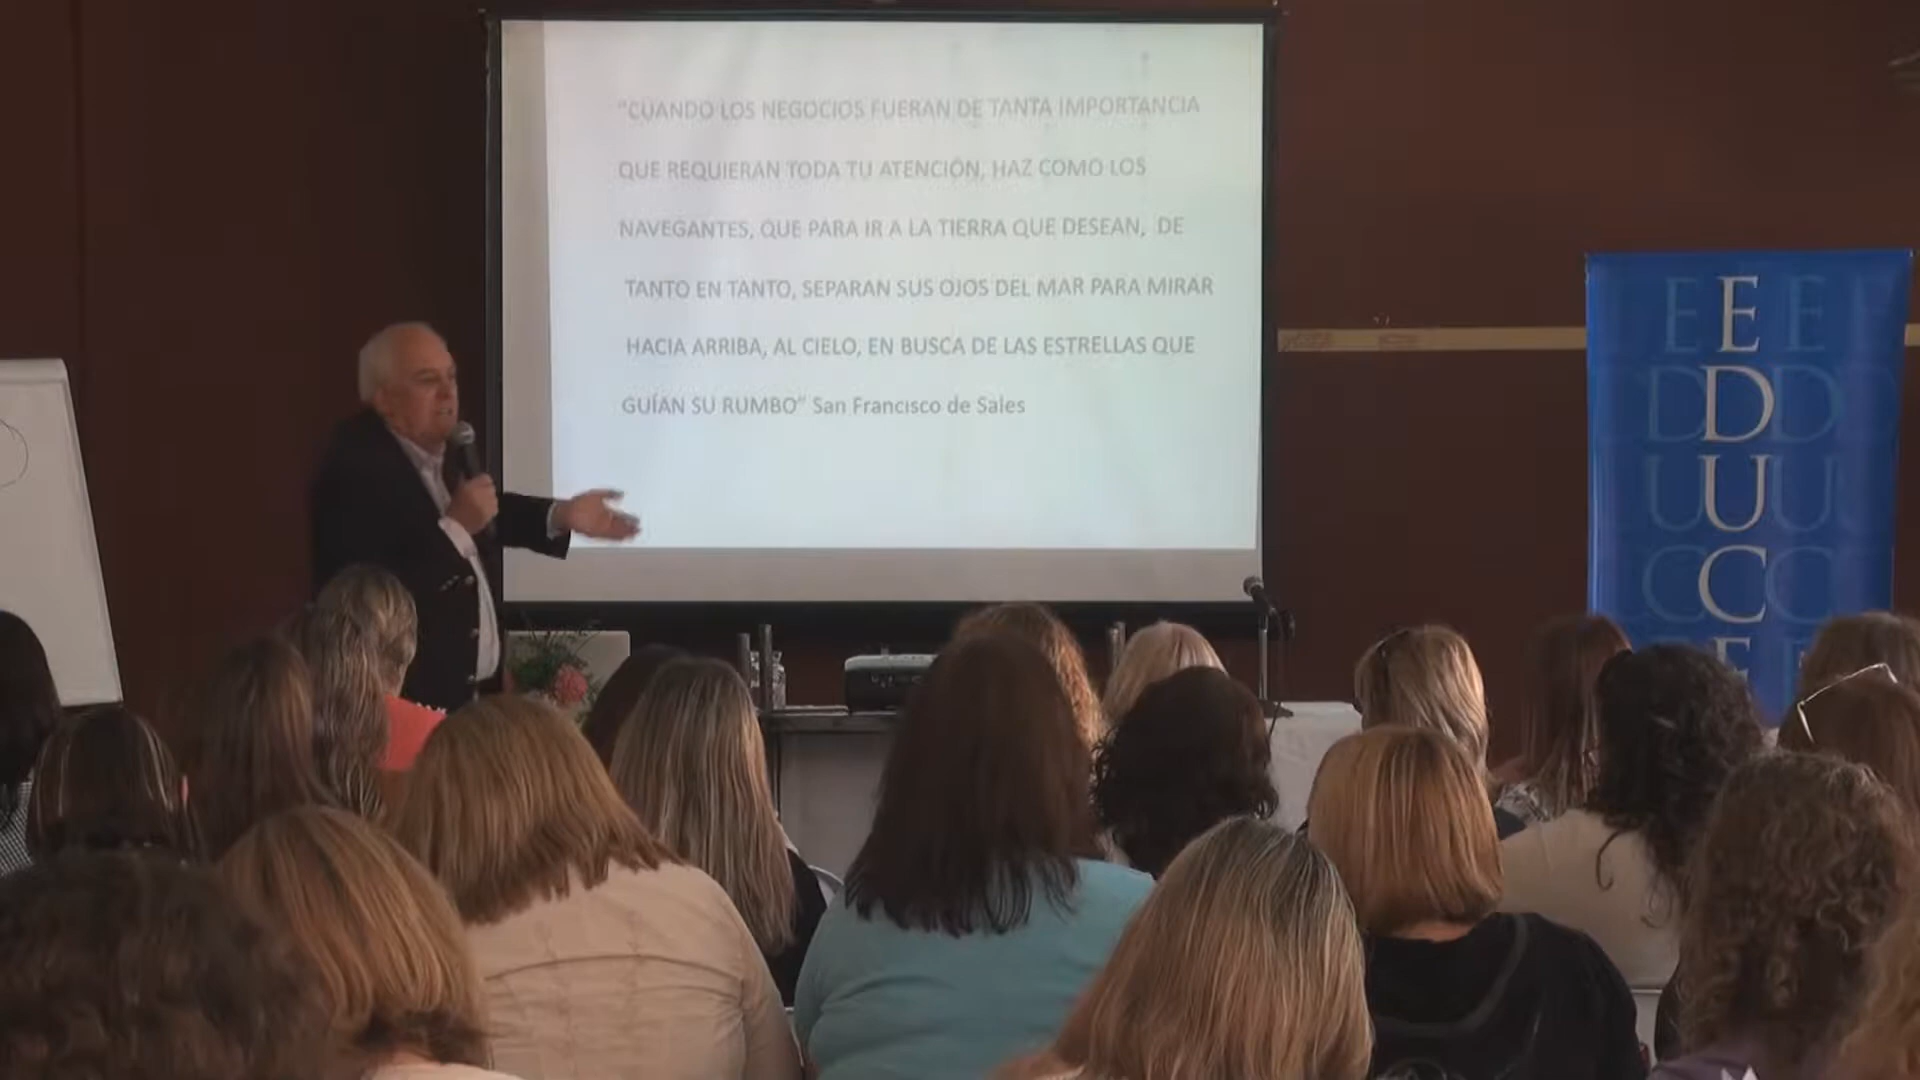 "CUANDO LOS NEGOCIOS FUERAN DE TANTA IMPORTANCIA
QUE REQUIERAN TODA TU ATENCIÓN, HAZ COMO LOS
NAVEGANTES, QUE PARA IR A LA TIERRA QUE DESEAN, DE
TANTO EN TANTO, SEPARAN SUS OJOS DEL MAR PARA MIRAR
HACIA ARRIBA, AL CIELO, EN BUSCA DE LAS ESTRELLAS QUE
GUÍAN SU RUMBO" San Francisco de Sales
EDUCE